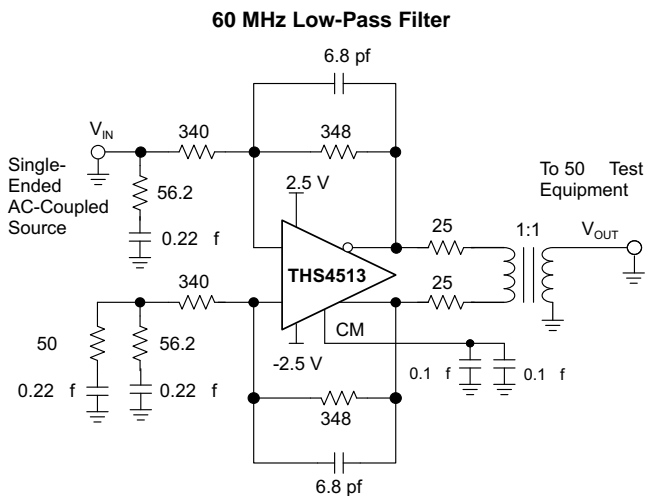 60 MHz Low-Pass Filter
6.8 pf
V_IN
340
348
Single-
Ended
AC-Coupled
Source
56.2
2.5 V
0.22 f
To 50 Test
Equipment
25
1:1
V_OUT
THS4513
340
25
50
56.2
CM
-2.5 V
0.22 f
0.22 f
0.1 f
0.1 f
348
6.8 pf